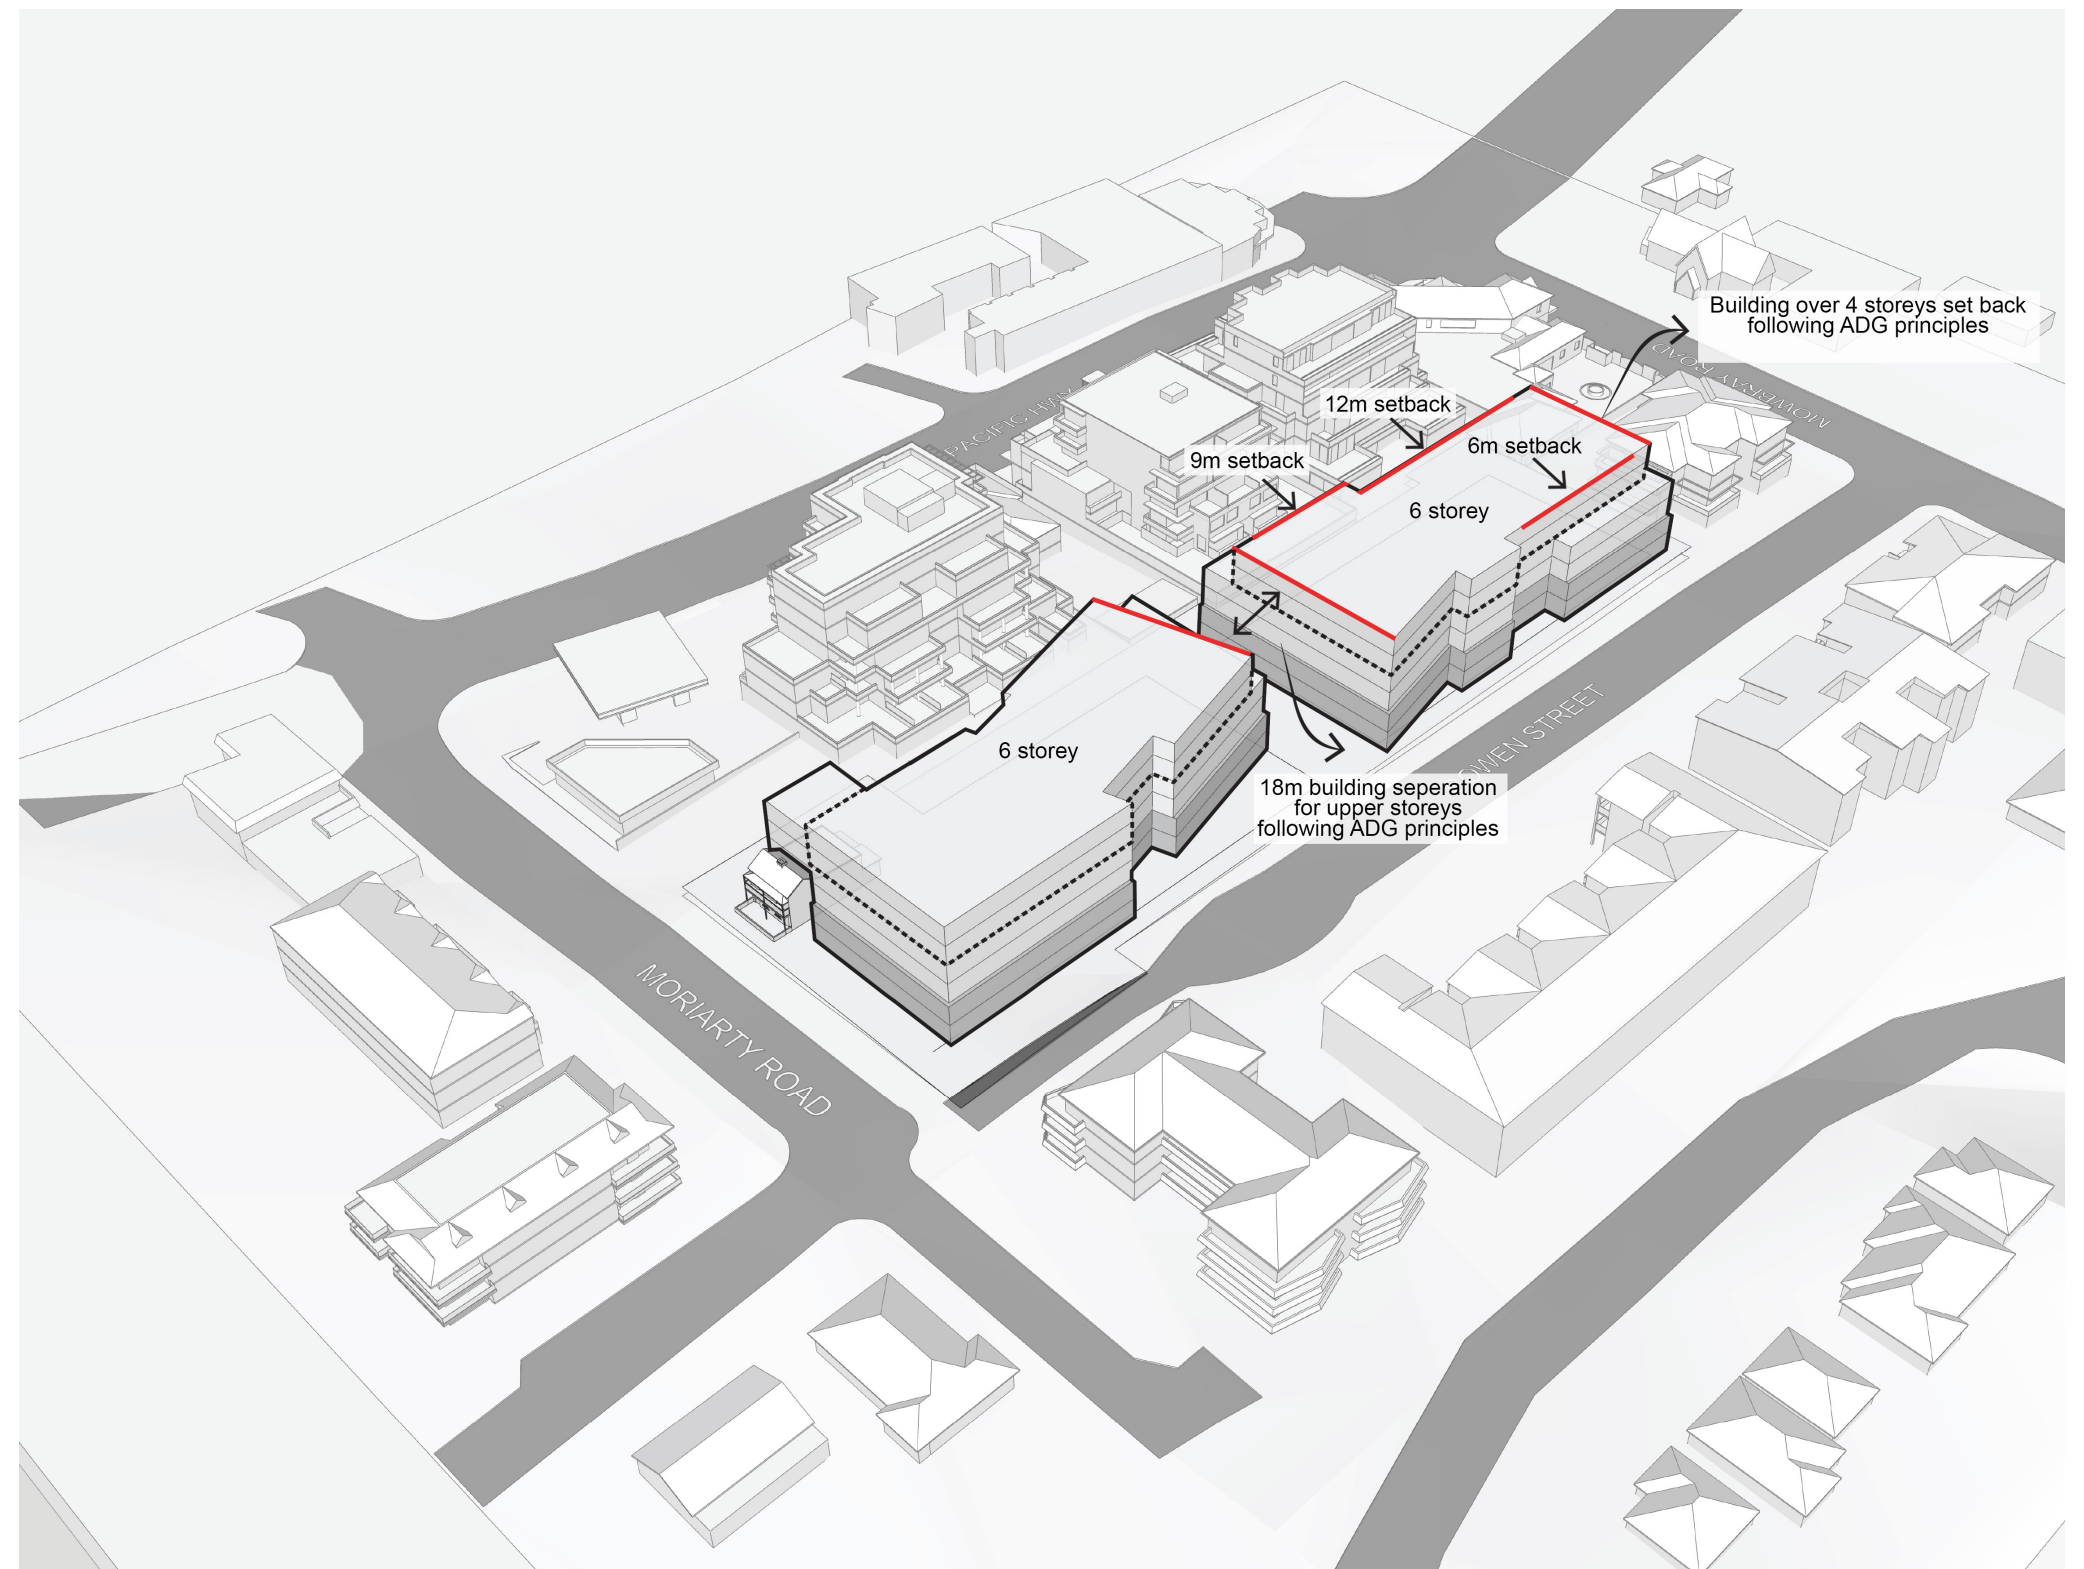 Building over 4 storeys set back
following ADG principles
MOWBRAY ROAD
PACIFIC HWY
12m setback
6m setback
9m setback
6 storey
6 storey
OWEN STREET
18m building seperation
for upper storeys
following ADG principles
MORIARTY ROAD